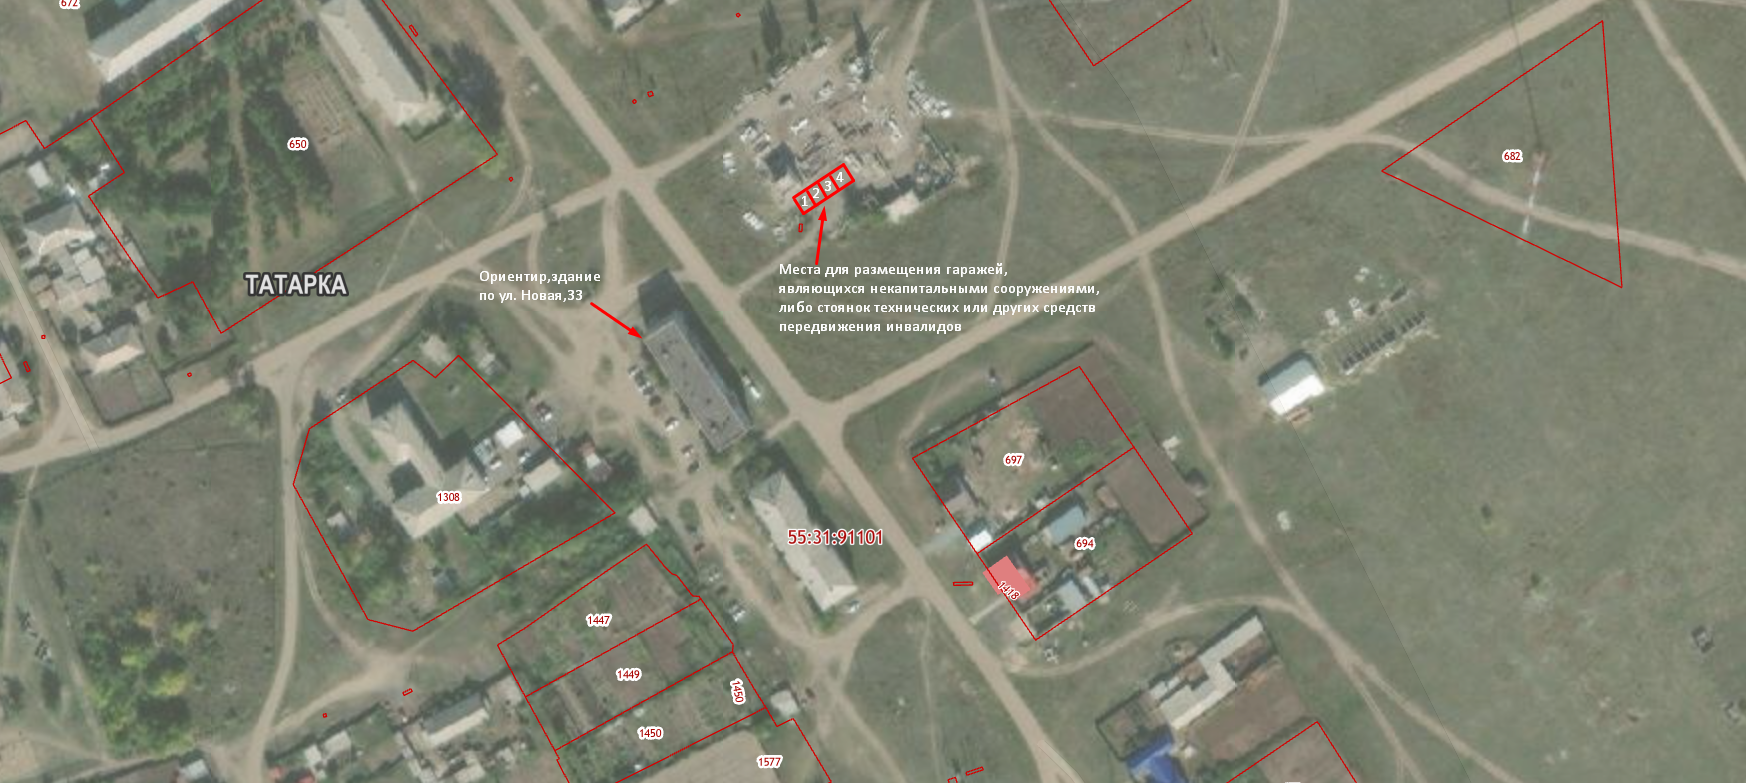 672
650
682
1 2 3 4
ТАТАРКА
Ориентир,здание
по ул. Новая,33
Места для размещения гаражей,
являющихся некапитальными сооружениями,
либо стоянок технических или других средств
передвижения инвалидов
697
1308
55:31:91101
694
1418
1447
1449
1450
1450
1577